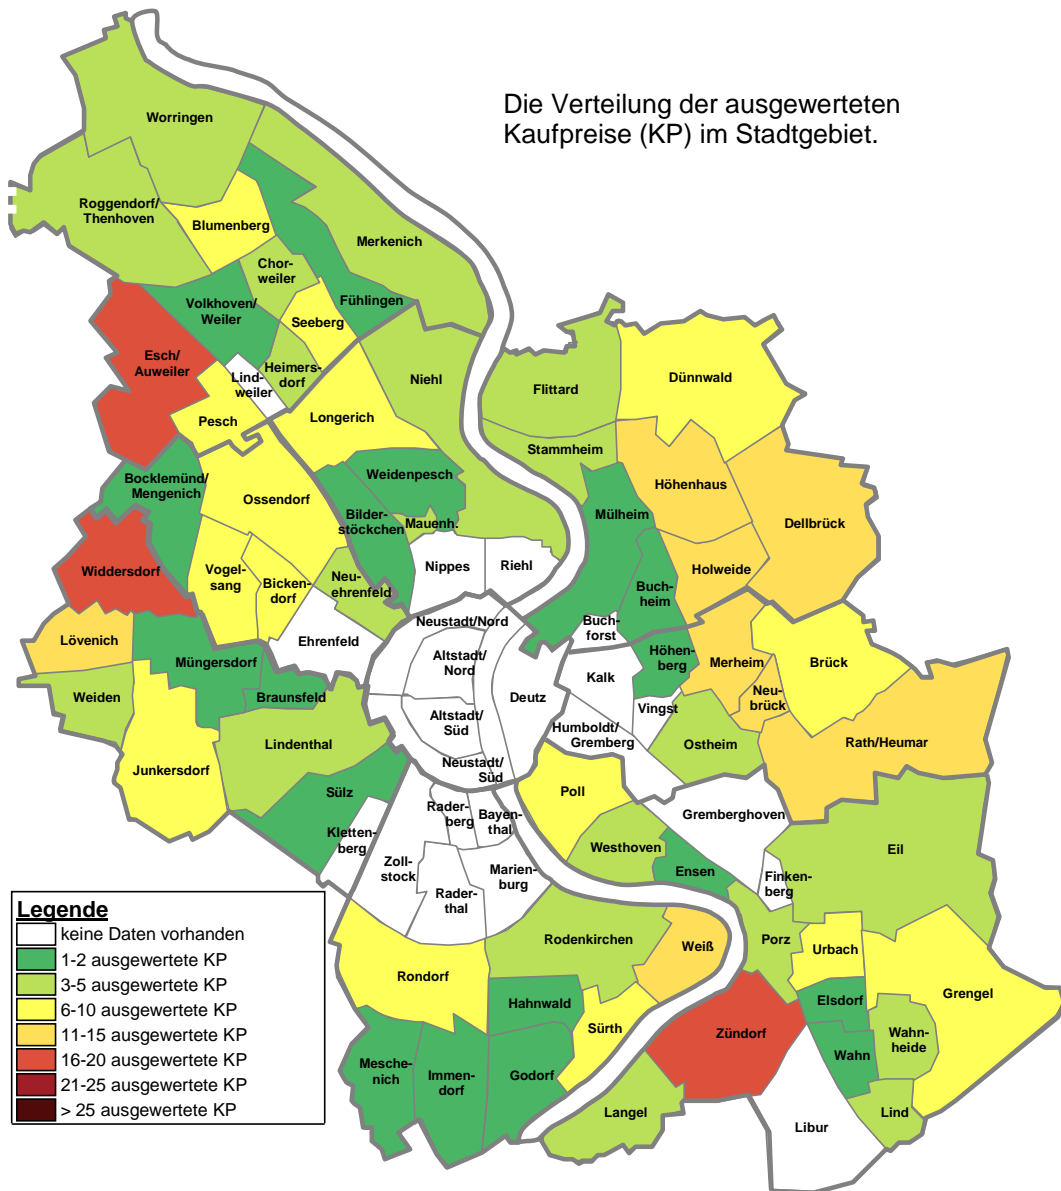 Die Verteilung der ausgewerteten
Kaufpreise (KP) im Stadtgebiet.
Worringen
Roggendorf/
Thenhoven
Blumenberg
Merkenich
Chor-
weiler
Fühlingen
Volkhoven/
Weiler
Seeberg
Esch/
Auweiler
Lind-
weiler
Heimers-
dorf
Niehl
Pesch
Longerich
Flittard
Dünnwald
Stammheim
Bocklemünd/
Mengenich
Ossendorf
Weidenpesch
Bilder-
stöckchen
Mauenh.
Mülheim
Höhenhaus
Dellbrück
Widdersdorf
Vogel-
sang
Bicken-
dorf
Neu-
ehrenfeld
Nippes
Riehl
Buch-
heim
Holweide
Ehrenfeld
Neustadt/Nord
Buch-
forst
Lövenich
Müngersdorf
Altstadt/
Nord
Höhen-
berg
Merheim
Brück
Weiden
Braunsfeld
Deutz
Kalk
Neu-
brück
Vingst
Altstadt/
Süd
Humboldt/
Gremberg
Ostheim
Rath/Heumar
Lindenthal
Junkersdorf
Neustadt/
Süd
Sülz
Poll
Rader-
berg
Bayen-
thal
Gremberghoven
Kletten-
berg
Zoll-
stock
Westhoven
Eil
Marien-
burg
Ensen
Finken-
berg
Rader-
thal
Legende
keine Daten vorhanden
1-2 ausgewertete KP
3-5 ausgewertete KP
6-10 ausgewertete KP
11-15 ausgewertete KP
16-20 ausgewertete KP
21-25 ausgewertete KP
> 25 ausgewertete KP
Rodenkirchen
Weiß
Porz
Urbach
Rondorf
Hahnwald
Elsdorf
Grengel
Sürth
Zündorf
Wahn-
heide
Wahn
Mesche-
nich
Immen-
dorf
Godorf
Langel
Lind
Libur